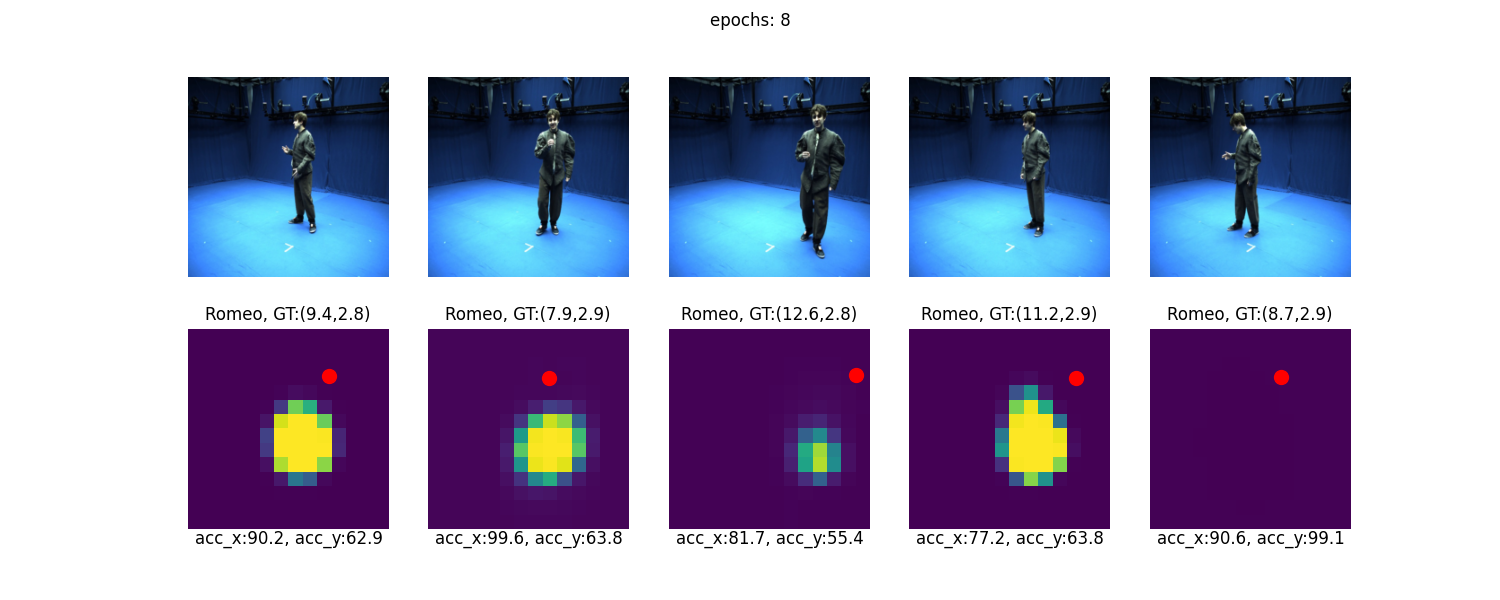 epochs: 8
Romeo, GT:(9.4,2.8)
Romeo, GT:(7.9,2.9)
Romeo, GT:(12.6,2.8)
Romeo, GT:(11.2,2.9)
Romeo, GT:(8.7,2.9)
acc_x:90.2, acc_y:62.9
acc_x:99.6, acc_y:63.8
acc_x:81.7, acc_y:55.4
acc_x:77.2, acc_y:63.8
acc_x:90.6, acc_y:99.1